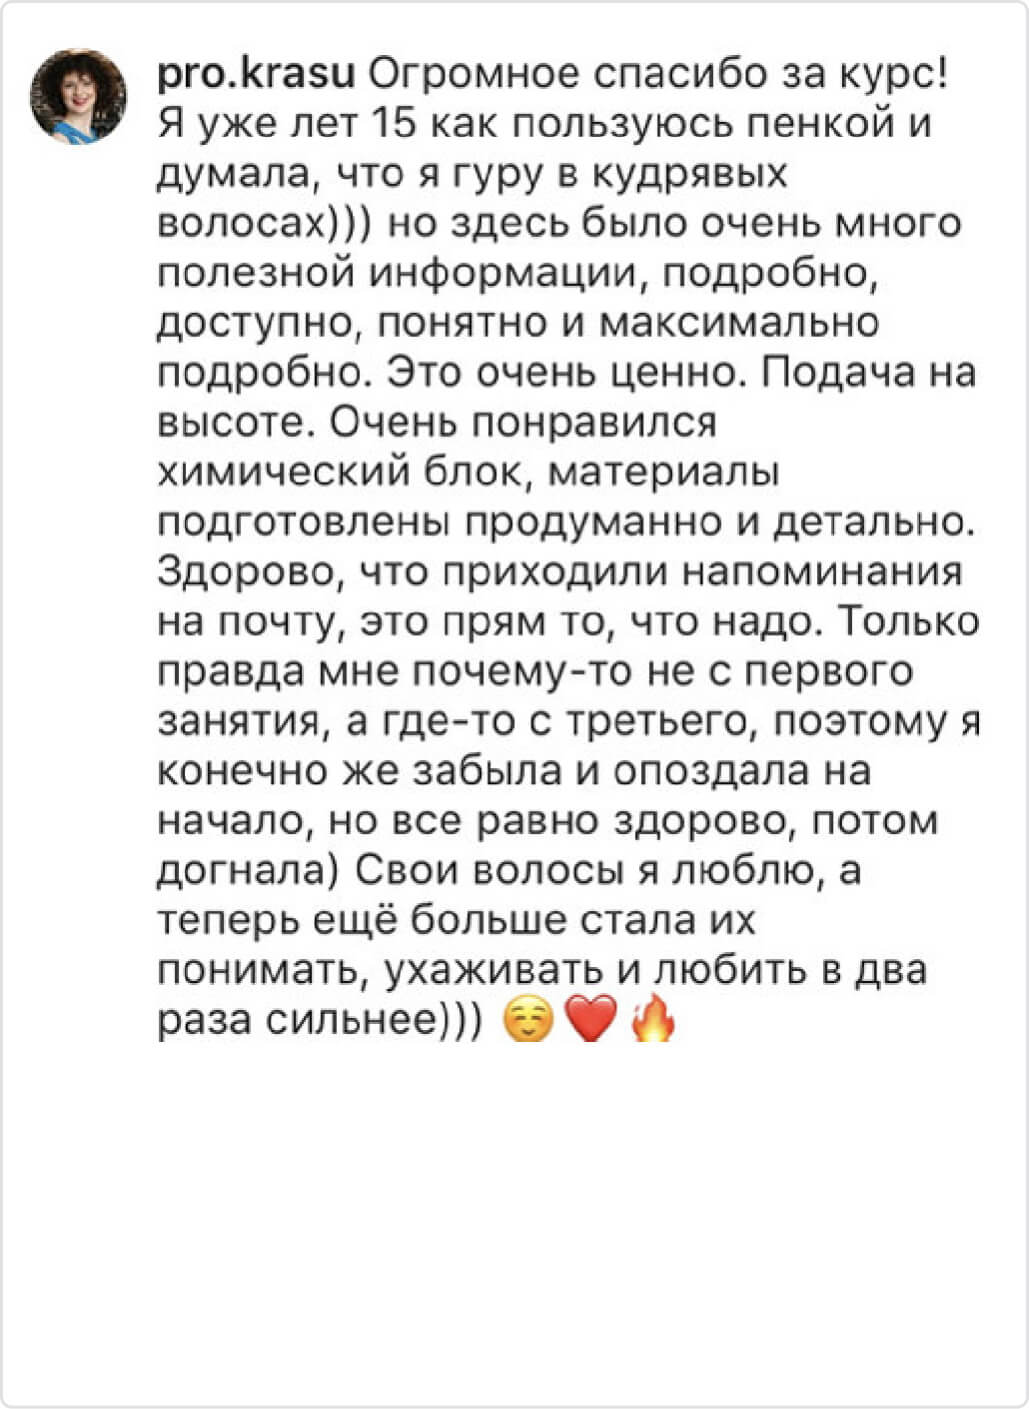 pro.krasu Огромное спасибо за курс!
Я уже лет 15 как пользуюсь пенкой и
думала, что я гуру в кудрявых
волосах))) но здесь было очень много
полезной информации, подробно,
доступно, понятно и максимально
подробно. Это очень ценно. Подача на
высоте. Очень понравился
химический блок, материалы
подготовлены продуманно и детально.
Здорово, что приходили напоминания
на почту, это прям то, что надо. Только
правда мне почему-то не с первого
занятия, а где-то с третьего, поэтому я
конечно же забыла и опоздала на
начало, но все равно здорово, потом
догнала) Свои волосы я люблю, а
теперь ещё больше стала их
понимать, ухаживать и любить в два
раза сильнее))) ☺️❤️🔥